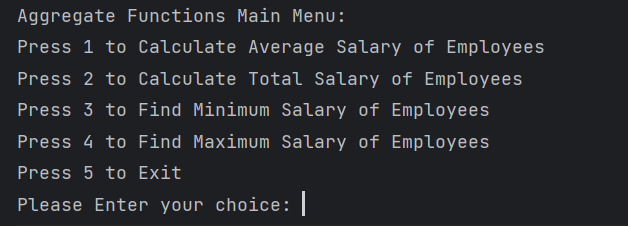 Aggregate Functions Main Menu:
Press 1 to Calculate Average Salary of Employees
Press 2 to Calculate Total Salary of Employees
Press 3 to Find Minimum Salary of Employees
Press 4 to Find Maximum Salary of Employees
Press 5 to Exit
Please Enter your choice: